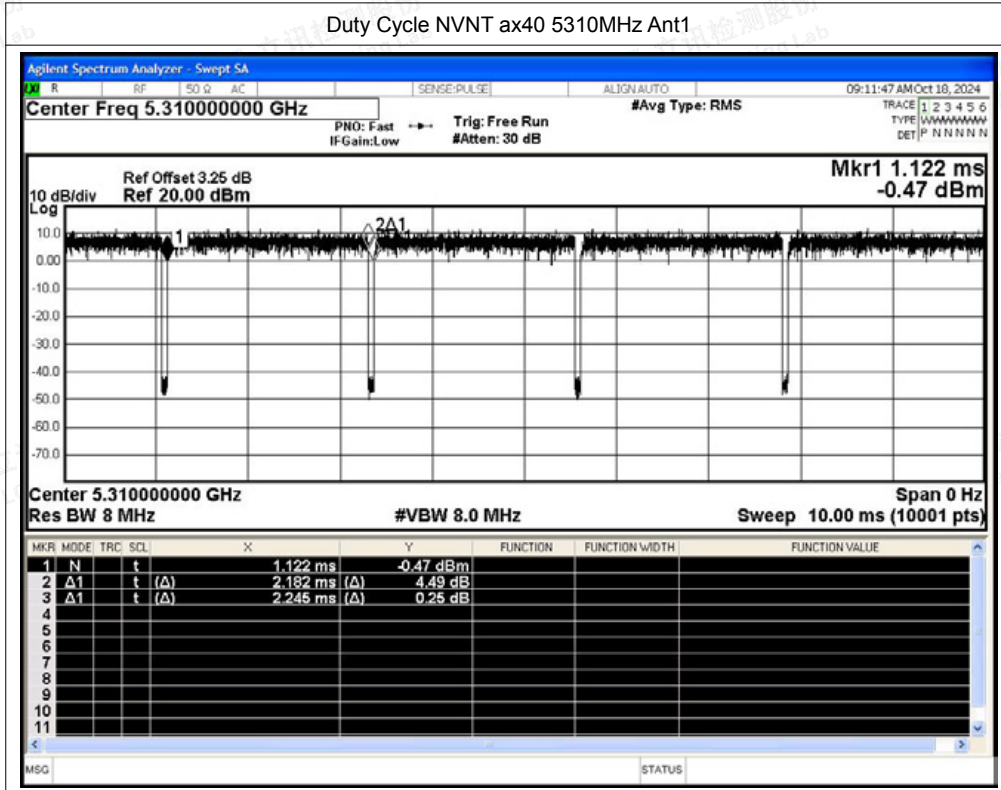 Duty Cycle NVNT ax40 5310MHz Ant1
Agilent Spectrum Analyzer - Swept SA
R RF 50 Ω AC SENSE:PULSE ALIGNAUTO 09:11:47 AM Oct 18, 2024
Center Freq 5.310000000 GHz #Avg Type: RMS TRACE 1 2 3 4 5 6
PNO: Fast Trig: Free Run TYPE
IFGain:Low #Atten: 30 dB DET P N N N N N
Mkr1 1.122 ms
Ref Offset 3.25 dB
10 dB/div Ref 20.00 dBm -0.47 dBm
Log
10.0
1
2Δ1
0.00
-10.0
-20.0
-30.0
-40.0
-50.0
-60.0
-70.0
Center 5.310000000 GHz Span 0 Hz
Res BW 8 MHz #VBW 8.0 MHz Sweep 10.00 ms (10001 pts)
MKR MODE TRC SCL X Y FUNCTION FUNCTION WIDTH FUNCTION VALUE
1 N t 1.122 ms -0.47 dBm
2 Δ1 t (Δ) 2.182 ms (Δ) 4.49 dB
3 Δ1 t (Δ) 2.245 ms (Δ) 0.25 dB
4
5
6
7
8
9
10
11
MSG STATUS